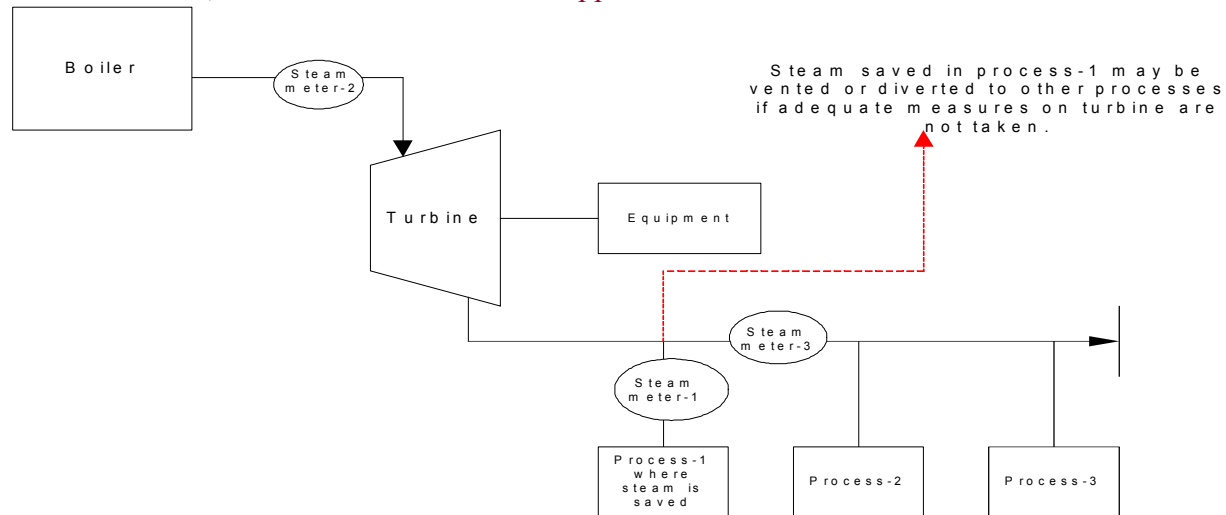 Boiler
Steam
meter-2
Steam saved in process-1 may be
vented or diverted to other processes
if adequate measures on turbine are
not taken.
Turbine
Equipment
Steam
meter-3
Steam
meter-1
Process-1
where
steam is
saved
Process-2
Process-3